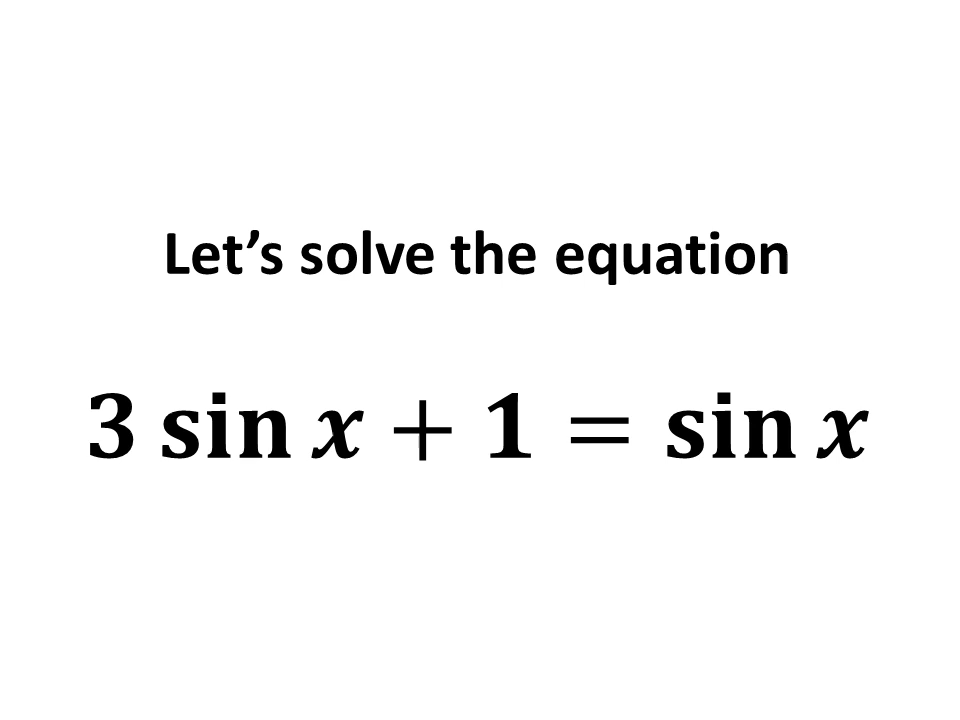 Let’s solve the equation
3 sin x + 1 = sin x